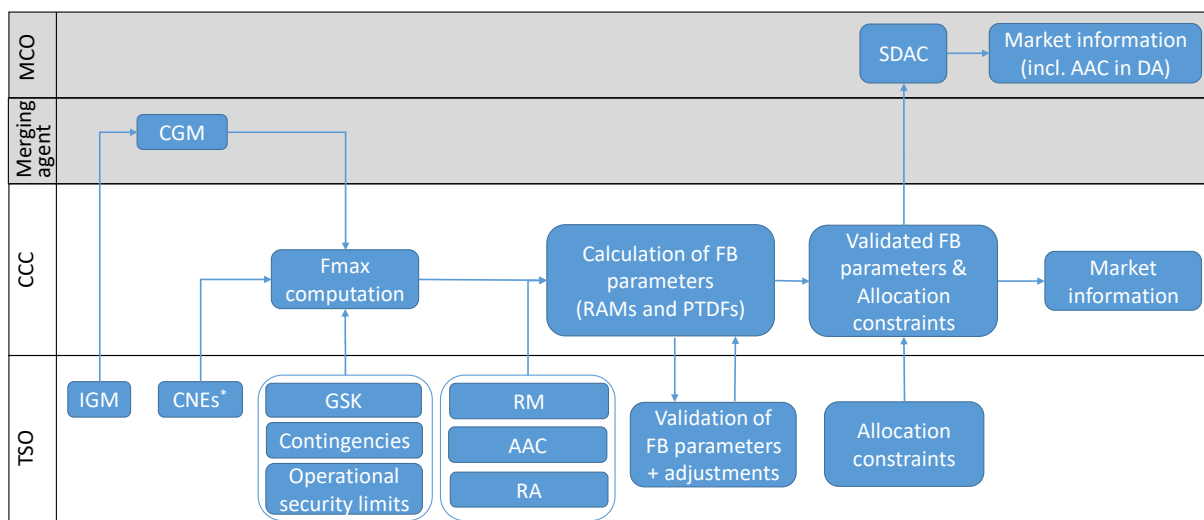 MCO
SDAC
Market information
(incl. AAC in DA)
Merging
agent
CGM
CCC
Fmax
computation
Calculation of FB
parameters
(RAMs and PTDFs)
Validated FB
parameters &
Allocation
constraints
Market
information
TSO
IGM
CNEs*
GSK
Contingencies
Operational
security limits
RM
AAC
RA
Validation of
FB parameters
+ adjustments
Allocation
constraints